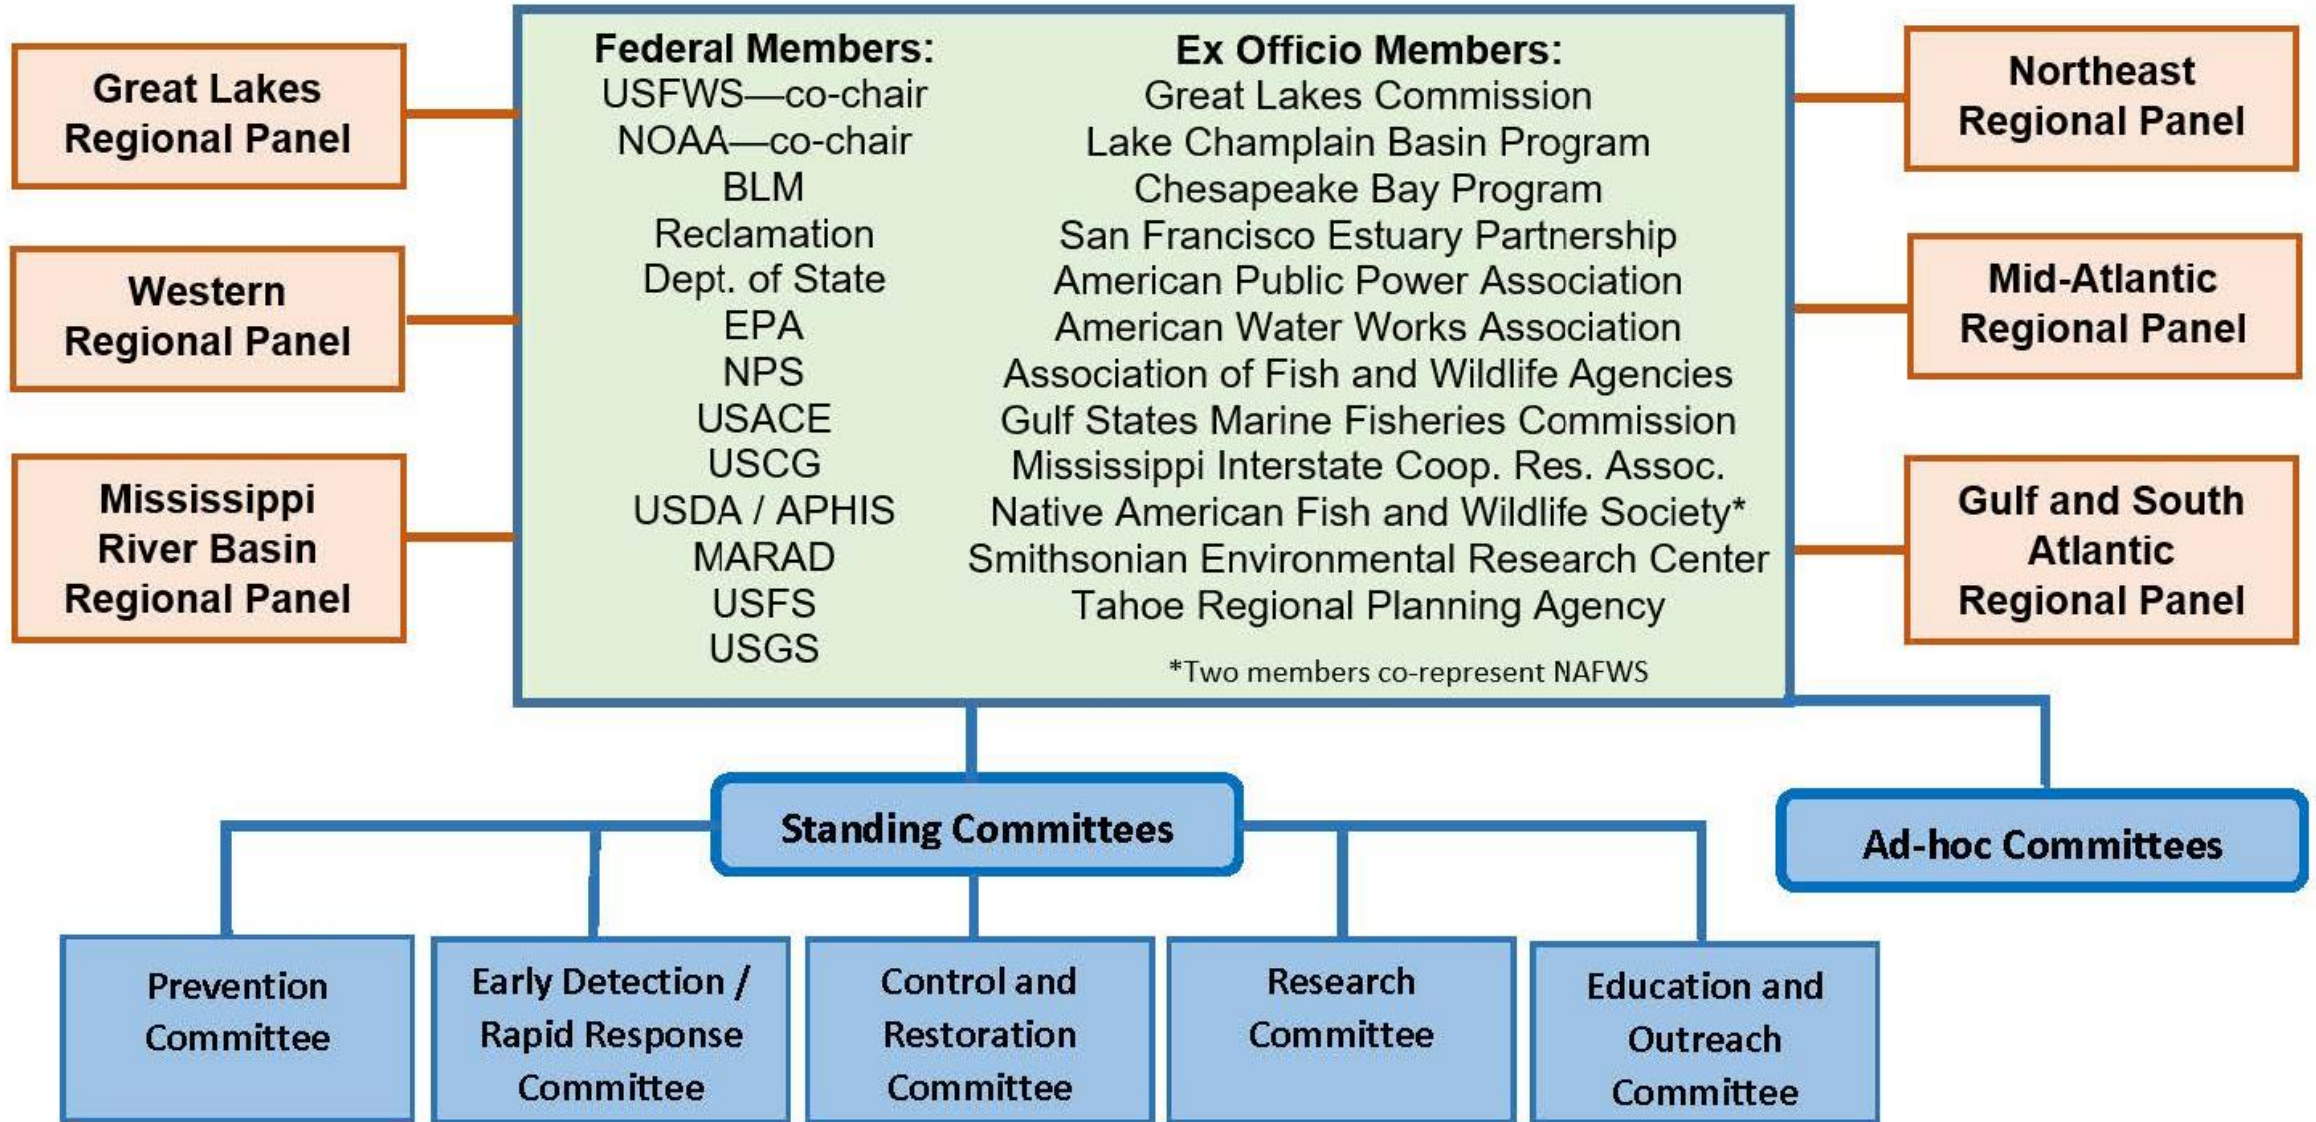 Great Lakes
Regional Panel
Western
Regional Panel
Mississippi
River Basin
Regional Panel
Federal Members:
USFWS—co-chair
NOAA—co-chair
BLM
Reclamation
Dept. of State
EPA
NPS
USACE
USCG
USDA / APHIS
MARAD
USFS
USGS
Ex Officio Members:
Great Lakes Commission
Lake Champlain Basin Program
Chesapeake Bay Program
San Francisco Estuary Partnership
American Public Power Association
American Water Works Association
Association of Fish and Wildlife Agencies
Gulf States Marine Fisheries Commission
Mississippi Interstate Coop. Res. Assoc.
Native American Fish and Wildlife Society*
Smithsonian Environmental Research Center
Tahoe Regional Planning Agency
*Two members co-represent NAFWS
Northeast
Regional Panel
Mid-Atlantic
Regional Panel
Gulf and South
Atlantic
Regional Panel
Standing Committees
Ad-hoc Committees
Prevention
Committee
Early Detection /
Rapid Response
Committee
Control and
Restoration
Committee
Research
Committee
Education and
Outreach
Committee